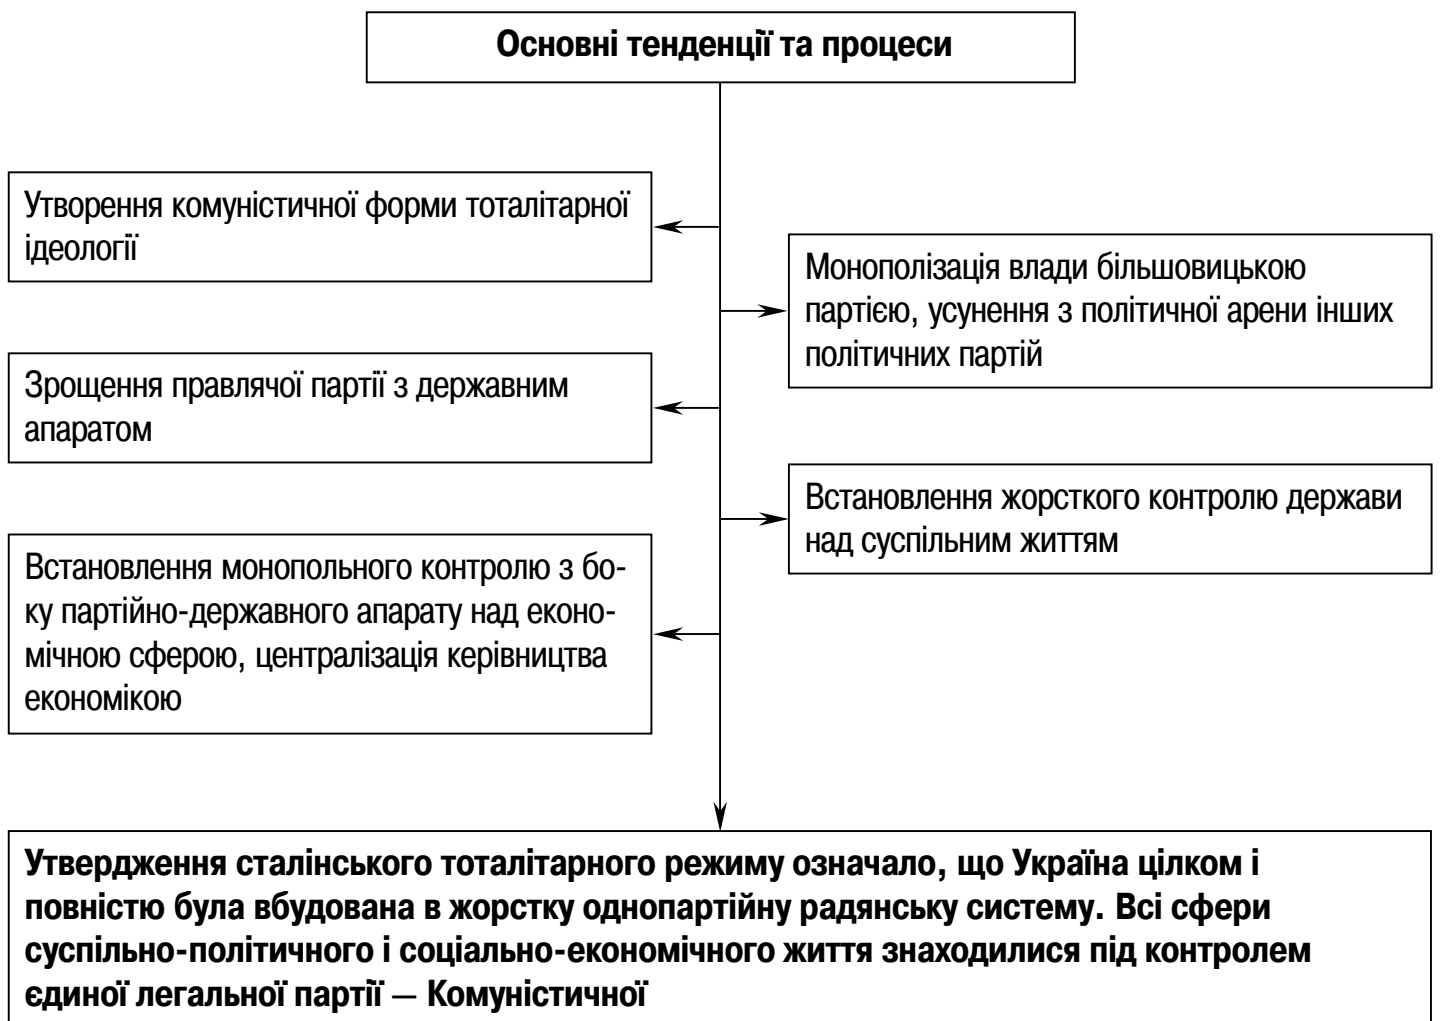 Основні тенденції та процеси
Утворення комуністичної форми тоталітарної
ідеології
Монополізація влади більшовицькою
партією, усунення з політичної арени інших
політичних партій
Зрощення правлячої партії з державним
апаратом
Встановлення жорсткого контролю держави
над суспільним життям
Встановлення монопольного контролю з бо-
ку партійно-державного апарату над еконо-
мічною сферою, централізація керівництва
економікою
Утвердження сталінського тоталітарного режиму означало, що Україна цілком і
повністю була вбудована в жорстку однопартійну радянську систему. Всі сфери
суспільно-політичного і соціально-економічного життя знаходилися під контролем
єдиної легальної партії — Комуністичної